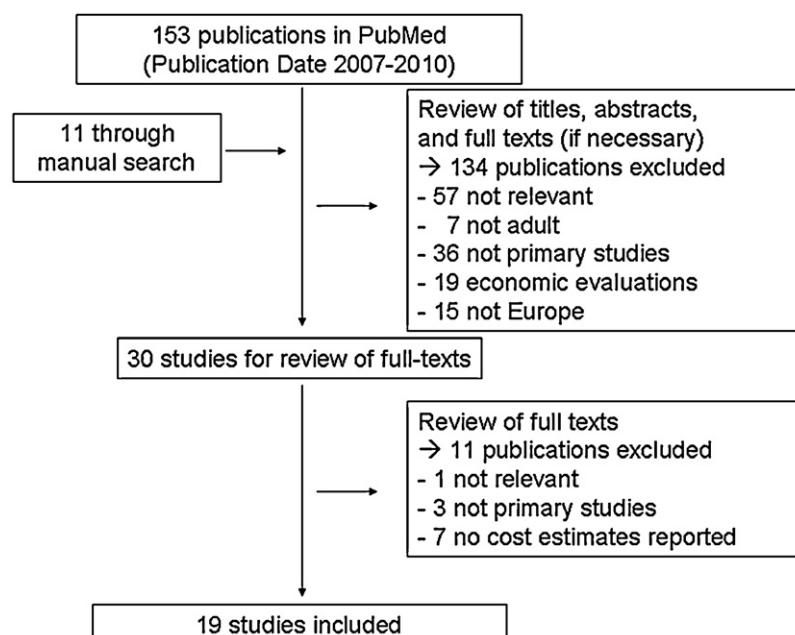 153 publications in PubMed
(Publication Date 2007-2010)
11 through
manual search
Review of titles, abstracts,
and full texts (if necessary)
→ 134 publications excluded
- 57 not relevant
- 7 not adult
- 36 not primary studies
- 19 economic evaluations
- 15 not Europe
30 studies for review of full-texts
Review of full texts
→ 11 publications excluded
- 1 not relevant
- 3 not primary studies
- 7 no cost estimates reported
19 studies included